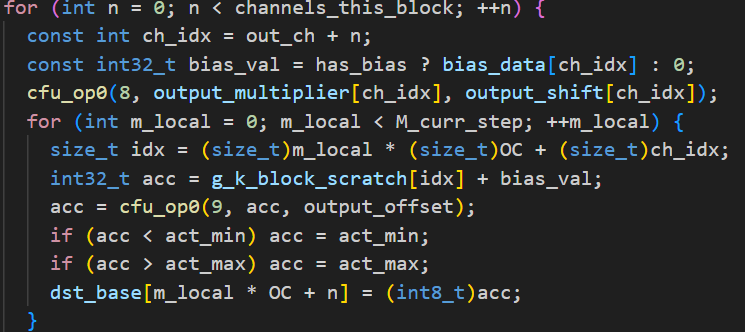 for (int n = 0; n < channels_this_block; ++n) {
const int ch_idx = out_ch + n;
const int32_t bias_val = has_bias ? bias_data[ch_idx] : 0;
cfu_op0(8, output_multiplier[ch_idx], output_shift[ch_idx]);
for (int m_local = 0; m_local < M_curr_step; ++m_local) {
size_t idx = (size_t)m_local * (size_t)OC + (size_t)ch_idx;
int32_t acc = g_k_block_scratch[idx] + bias_val;
acc = cfu_op0(9, acc, output_offset);
if (acc < act_min) acc = act_min;
if (acc > act_max) acc = act_max;
dst_base[m_local * OC + n] = (int8_t)acc;
}